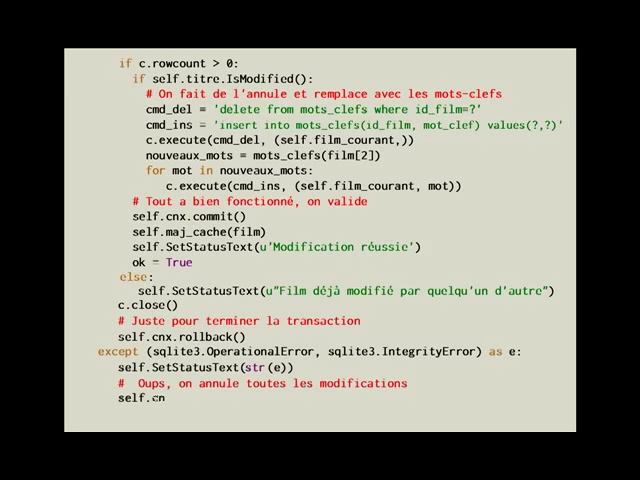 if c.rowcount > 0:
if self.titre.IsModified():
# On fait de l'annule et remplace avec les mots-clefs
cmd_del = 'delete from mots_clefs where id_film=?'
cmd_ins = 'insert into mots_clefs(id_film, mot_clef) values(?,?)'
c.execute(cmd_del, (self.film_courant,))
nouveaux_mots = mots_clefs(film[2])
for mot in nouveaux_mots:
c.execute(cmd_ins, (self.film_courant, mot))
# Tout a bien fonctionné, on valide
self.cnx.commit()
self.maj_cache(film)
self.SetStatusText(u'Modification réussie')
ok = True
else:
self.SetStatusText(u"Film déjà modifié par quelqu'un d'autre")
c.close()
# Juste pour terminer la transaction
self.cnx.rollback()
except (sqlite3.OperationalError, sqlite3.IntegrityError) as e:
self.SetStatusText(str(e))
# Oups, on annule toutes les modifications
self.cn